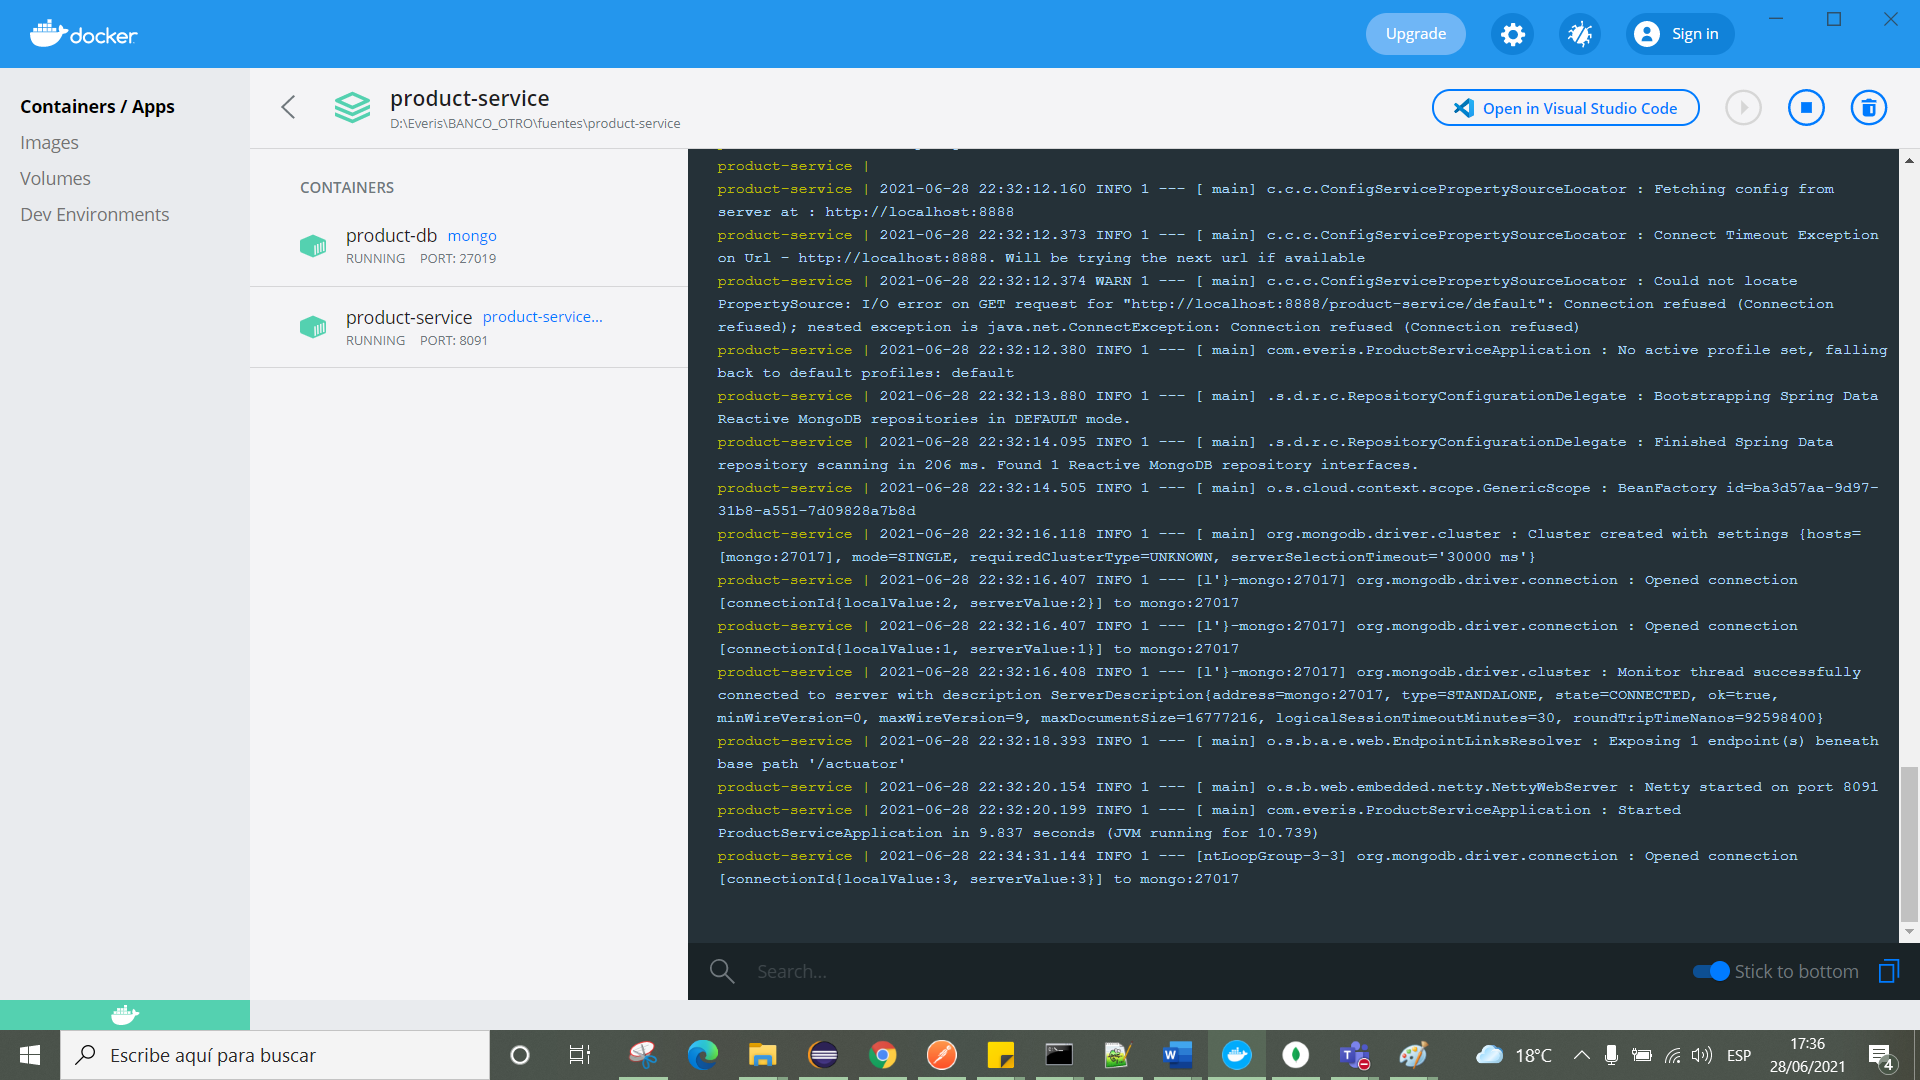 docker
Upgrade
Sign in
Containers / Apps
Images
Volumes
Dev Environments
product-service
D:\Everis\BANCO_OTRO\fuentes\product-service
Open in Visual Studio Code
CONTAINERS
product-db mongo
RUNNING PORT: 27019
product-service product-service...
RUNNING PORT: 8091
product-service |
product-service | 2021-06-28 22:32:12.160 INFO 1 --- [ main] c.c.c.ConfigServicePropertySourceLocator : Fetching config from
server at : http://localhost:8888
product-service | 2021-06-28 22:32:12.373 INFO 1 --- [ main] c.c.c.ConfigServicePropertySourceLocator : Connect Timeout Exception
on Url - http://localhost:8888. Will be trying the next url if available
product-service | 2021-06-28 22:32:12.374 WARN 1 --- [ main] c.c.c.ConfigServicePropertySourceLocator : Could not locate
PropertySource: I/O error on GET request for "http://localhost:8888/product-service/default": Connection refused (Connection
refused); nested exception is java.net.ConnectException: Connection refused (Connection refused)
product-service | 2021-06-28 22:32:12.380 INFO 1 --- [ main] com.everis.ProductServiceApplication : No active profile set, falling
back to default profiles: default
product-service | 2021-06-28 22:32:13.880 INFO 1 --- [ main] .s.d.r.c.RepositoryConfigurationDelegate : Bootstrapping Spring Data
Reactive MongoDB repositories in DEFAULT mode.
product-service | 2021-06-28 22:32:14.095 INFO 1 --- [ main] .s.d.r.c.RepositoryConfigurationDelegate : Finished Spring Data
repository scanning in 206 ms. Found 1 Reactive MongoDB repository interfaces.
product-service | 2021-06-28 22:32:14.505 INFO 1 --- [ main] o.s.cloud.context.scope.GenericScope : BeanFactory id=ba3d57aa-9d97-
31b8-a551-7d09828a7b8d
product-service | 2021-06-28 22:32:16.118 INFO 1 --- [ main] org.mongodb.driver.cluster : Cluster created with settings {hosts=
[mongo:27017], mode=SINGLE, requiredClusterType=UNKNOWN, serverSelectionTimeout='30000 ms'}
product-service | 2021-06-28 22:32:16.407 INFO 1 --- [l'}-mongo:27017] org.mongodb.driver.connection : Opened connection
[connectionId{localValue:2, serverValue:2}] to mongo:27017
product-service | 2021-06-28 22:32:16.407 INFO 1 --- [l'}-mongo:27017] org.mongodb.driver.connection : Opened connection
[connectionId{localValue:1, serverValue:1}] to mongo:27017
product-service | 2021-06-28 22:32:16.408 INFO 1 --- [l'}-mongo:27017] org.mongodb.driver.cluster : Monitor thread successfully
connected to server with description ServerDescription{address=mongo:27017, type=STANDALONE, state=CONNECTED, ok=true,
minWireVersion=0, maxWireVersion=9, maxDocumentSize=16777216, logicalSessionTimeoutMinutes=30, roundTripTimeNanos=92598400}
product-service | 2021-06-28 22:32:18.393 INFO 1 --- [ main] o.s.b.a.e.web.EndpointLinksResolver : Exposing 1 endpoint(s) beneath
base path '/actuator'
product-service | 2021-06-28 22:32:20.154 INFO 1 --- [ main] o.s.b.web.embedded.netty.NettyWebServer : Netty started on port 8091
product-service | 2021-06-28 22:32:20.199 INFO 1 --- [ main] com.everis.ProductServiceApplication : Started
ProductServiceApplication in 9.837 seconds (JVM running for 10.739)
product-service | 2021-06-28 22:34:31.144 INFO 1 --- [ntLoopGroup-3-3] org.mongodb.driver.connection : Opened connection
[connectionId{localValue:3, serverValue:3}] to mongo:27017
Search...
Stick to bottom
Escribe aquí para buscar
18°C
ESP
17:36
28/06/2021
4